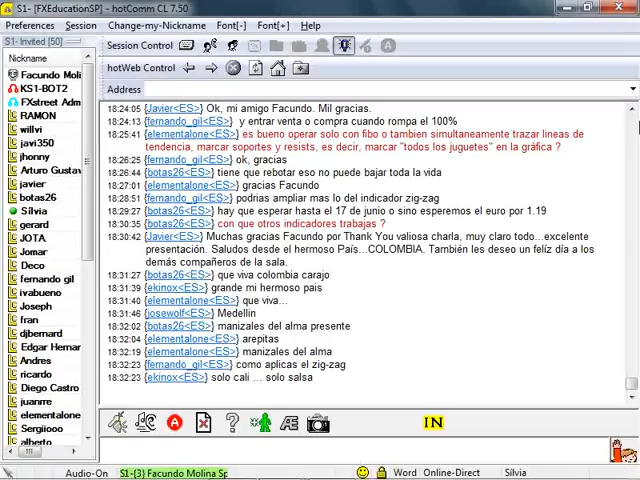 S1- [FXEducationSP] - hotComm CL 7.50
Preferences Session Change-my-Nickname Font[-] Font[+] Help
S1- Invited [50]
Nickname
Facundo Moli
KS1-BOT2
FXstreet Adm
RAMON
willvi
javi350
jhonny
Arturo Gustav
javier
botas26
Sílvia
gerard
JOTA
Jomar
Deco
fernando gil
ivabueno
Joseph
fran
djbernard
Edgar Hernar
Andres
ricardo
Diego Castro
juanrre
elementalone
Sergiiooo
alberto
Session Control
hotWeb Control
Address
18:24:05 {Javier<ES>} Ok, mi amigo Facundo. Mil gracias.
18:24:13 {fernando_gil<ES>} y entrar venta o compra cuando rompa el 100%
18:25:41 {elementalone<ES>} es bueno operar solo con fibo o tambien simultaneamente trazar lineas de
tendencia, marcar soportes y resists, es decir, marcar "todos los juguetes" en la gráfica ?
18:26:25 {fernando_gil<ES>} ok, gracias
18:26:44 {botas26<ES>} tiene que rebotar eso no puede bajar toda la vida
18:27:01 {elementalone<ES>} gracias Facundo
18:28:51 {fernando_gil<ES>} podrias ampliar mas lo del indicador zig-zag
18:29:27 {botas26<ES>} hay que esperar hasta el 17 de junio o sino esperemos el euro por 1.19
18:30:35 {botas26<ES>} con que otros indicadores trabajas ?
18:30:42 {Javier<ES>} Muchas gracias Facundo por Thank You valiosa charla, muy claro todo...excelente
presentación. Saludos desde el hermoso País...COLOMBIA. También les deseo un felíz día a los
demás compañeros de la sala.
18:31:27 {botas26<ES>} que viva colombia carajo
18:31:39 {ekinox<ES>} grande mi hermoso pais
18:31:40 {elementalone<ES>} que viva...
18:31:46 {josewolf<ES>} Medellin
18:32:02 {botas26<ES>} manizales del alma presente
18:32:04 {elementalone<ES>} arepitas
18:32:19 {elementalone<ES>} manizales del alma
18:32:23 {fernando_gil<ES>} como aplicas el zig-zag
18:32:23 {ekinox<ES>} solo cali ... solo salsa
A ? Æ IN
Audio-On S1-{3} Facundo Molina Sp Word Online-Direct Sílvia